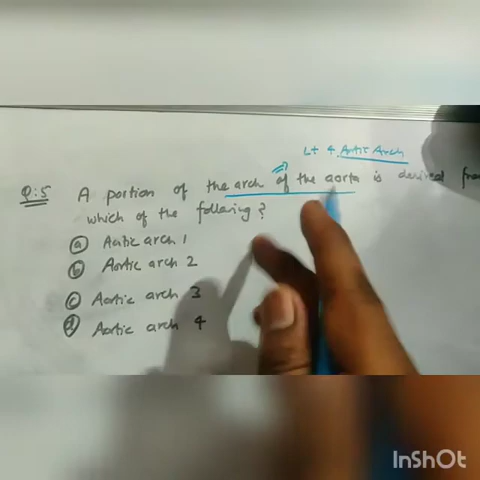 Lt 4 Aortic Arch
Q:5 A portion of the arch of the aorta is derived from
which of the following?
a Aortic arch 1
b Aortic arch 2
c Aortic arch 3
d Aortic arch 4
InShOt